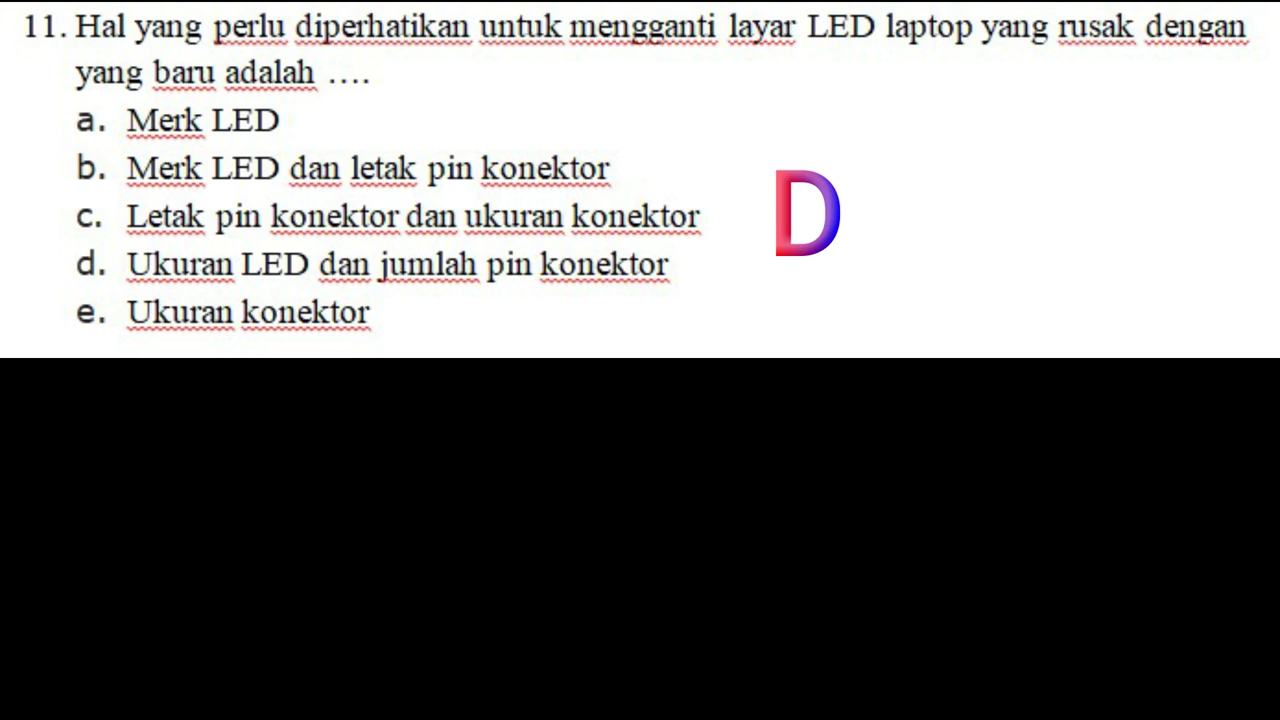 11. Hal yang perlu diperhatikan untuk mengganti layar LED laptop yang rusak dengan
yang baru adalah ....
a. Merk LED
b. Merk LED dan letak pin konektor
c. Letak pin konektor dan ukuran konektor
D
d. Ukuran LED dan jumlah pin konektor
e. Ukuran konektor